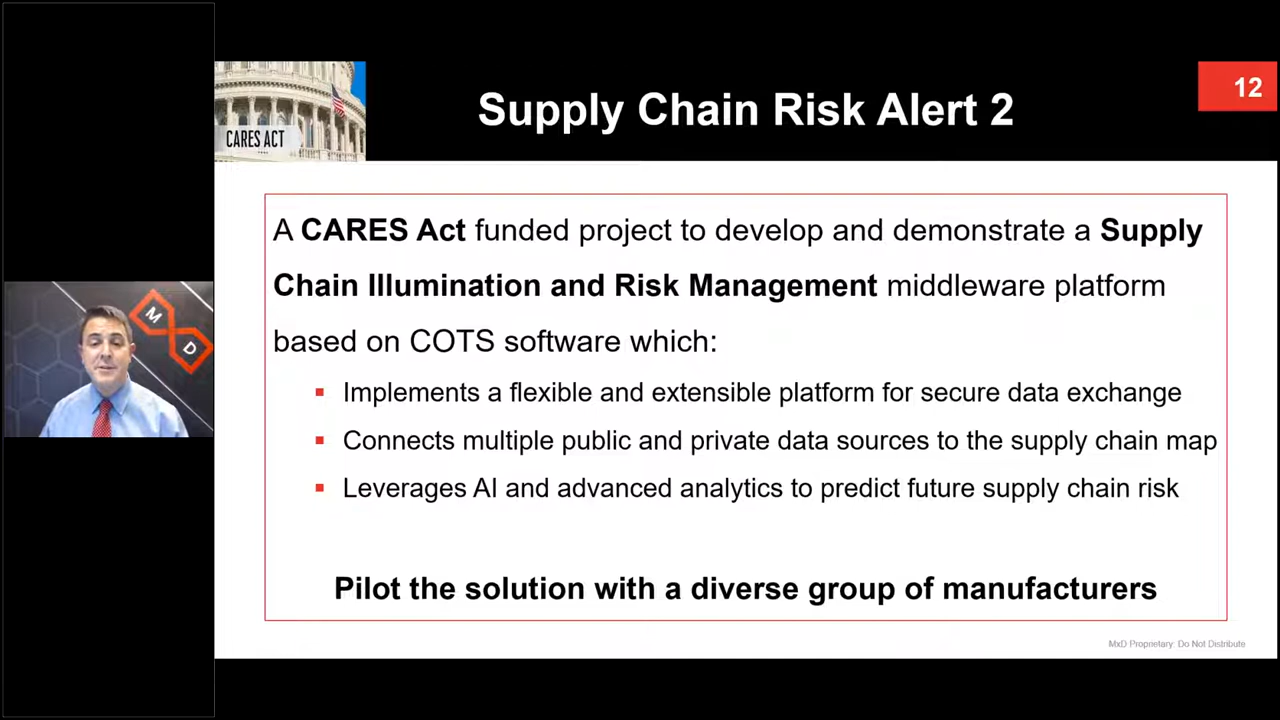 CARES ACT
Supply Chain Risk Alert 2
12
A CARES Act funded project to develop and demonstrate a Supply
Chain Illumination and Risk Management middleware platform
based on COTS software which:
Implements a flexible and extensible platform for secure data exchange
Connects multiple public and private data sources to the supply chain map
Leverages AI and advanced analytics to predict future supply chain risk
Pilot the solution with a diverse group of manufacturers
MxD Proprietary: Do Not Distribute
M
D